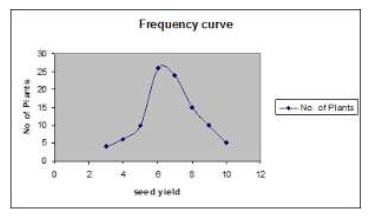 Frequency curve
No of Plants
30
25
20
15
10
5
0
0 2 4 6 8 10 12
seed yield
No. of Plants